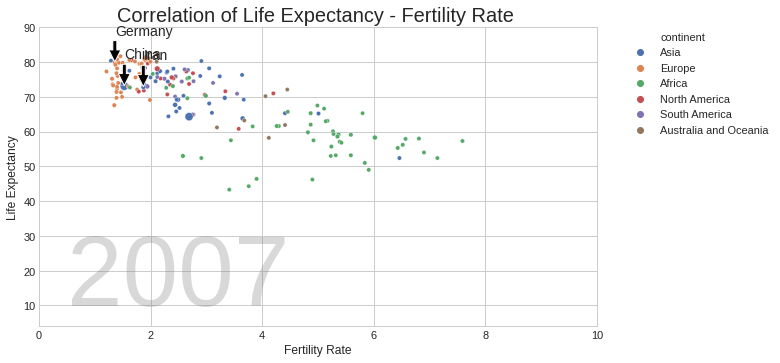 Correlation of Life Expectancy - Fertility Rate
Germany
China
Iran
90
80
70
60
50
40
30
20
10
Life Expectancy
2007
0
2
4
6
8
10
Fertility Rate
continent
Asia
Europe
Africa
North America
South America
Australia and Oceania